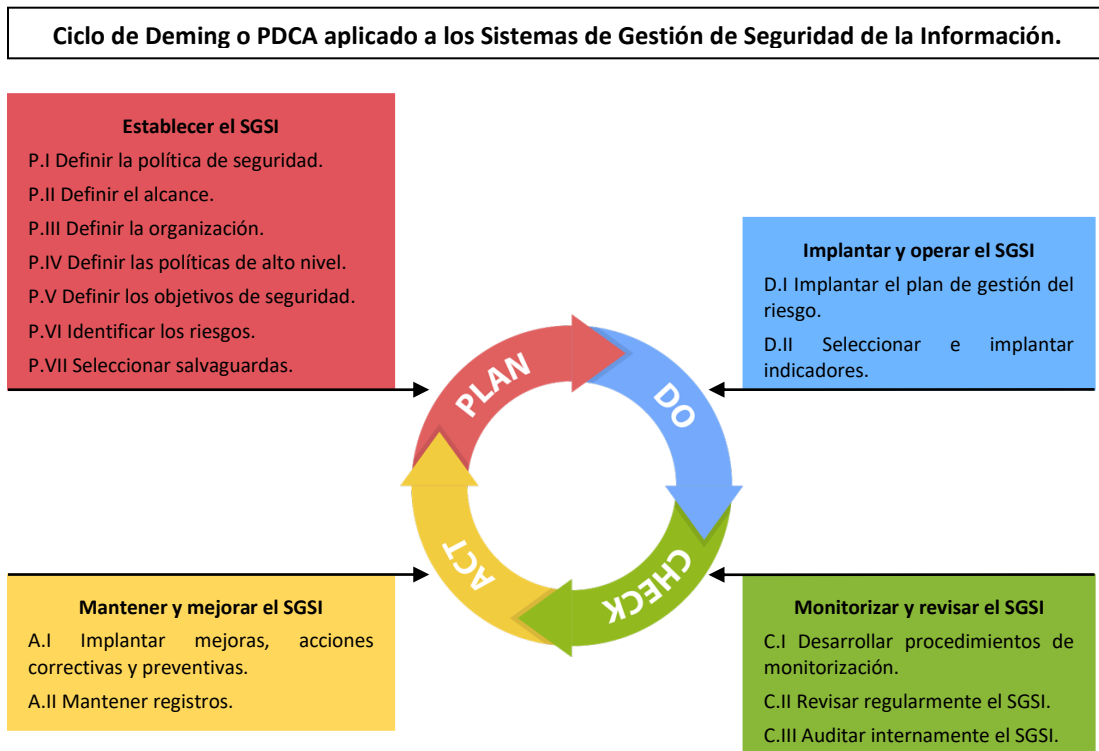 Ciclo de Deming o PDCA aplicado a los Sistemas de Gestión de Seguridad de la Información.
Establecer el SGSI
P.I Definir la política de seguridad.
P.II Definir el alcance.
P.III Definir la organización.
P.IV Definir las políticas de alto nivel.
P.V Definir los objetivos de seguridad.
P.VI Identificar los riesgos.
P.VII Seleccionar salvaguardas.
Implantar y operar el SGSI
D.I Implantar el plan de gestión del
riesgo.
D.II Seleccionar e implantar
indicadores.
PLAN
DO
CHECK
ACT
Mantener y mejorar el SGSI
A.I Implantar mejoras, acciones
correctivas y preventivas.
A.II Mantener registros.
Monitorizar y revisar el SGSI
C.I Desarrollar procedimientos de
monitorización.
C.II Revisar regularmente el SGSI.
C.III Auditar internamente el SGSI.